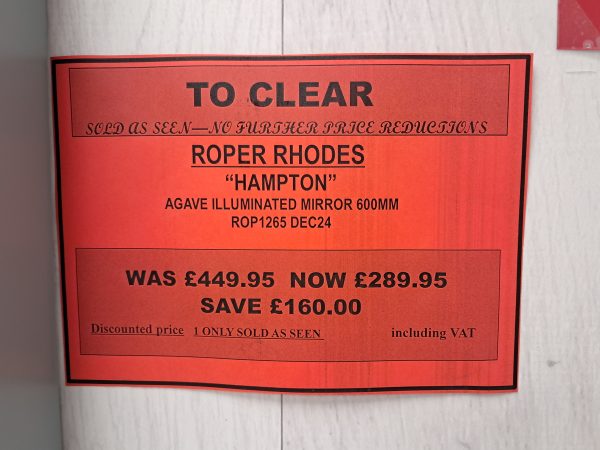 TO CLEAR
SOLD AS SEEN—NO FURTHER PRICE REDUCTIONS
ROPER RHODES
“HAMPTON”
AGAVE ILLUMINATED MIRROR 600MM
ROP1265 DEC24
WAS £449.95 NOW £289.95
SAVE £160.00
Discounted price 1 ONLY SOLD AS SEEN including VAT